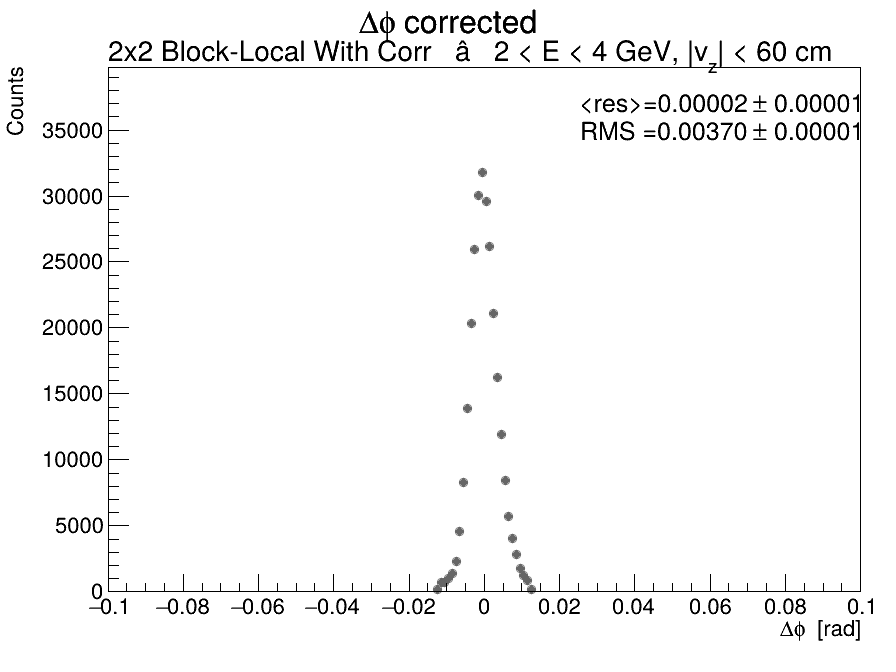 Δϕ corrected
2x2 Block-Local With Corr â 2 < E < 4 GeV, |v_z| < 60 cm
Counts
<res>=0.00002 ± 0.00001
RMS =0.00370 ± 0.00001
35000
30000
25000
20000
15000
10000
5000
0
−0.1 −0.08 −0.06 −0.04 −0.02 0 0.02 0.04 0.06 0.08 0.1
Δϕ [rad]